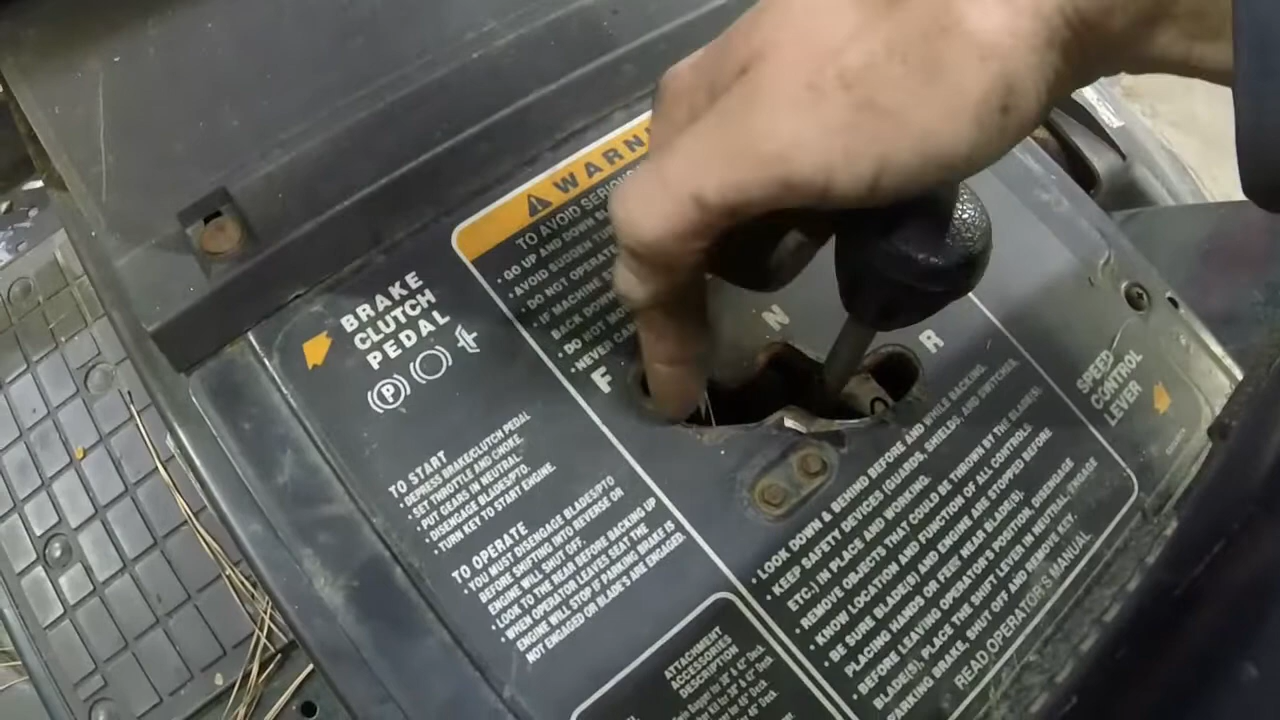 WARN
TO AVOID SERIOUS
• GO UP AND DOWN
• AVOID SUDDEN
• DO NOT OPERATE
• IF MACHINE
BACK DOWN
• DO NOT
• NEVER
BRAKE
CLUTCH
PEDAL
P
TO START
• DEPRESS BRAKE/CLUTCH PEDAL
• SET THROTTLE AND CHOKE.
• PUT GEARS IN NEUTRAL.
• DISENGAGE BLADES/PTO.
• TURN KEY TO START ENGINE.
TO OPERATE
• YOU MUST DISENGAGE BLADES/PTO
BEFORE SHIFTING INTO REVERSE OR
ENGINE WILL SHUT OFF.
• LOOK TO THE REAR BEFORE BACKING UP
• WHEN OPERATOR LEAVES SEAT THE
ENGINE WILL STOP IF PARKING BRAKE IS
NOT ENGAGED OR BLADE'S ARE ENGAGED.
F
N
R
SPEED
CONTROL
LEVER
• LOOK DOWN & BEHIND BEFORE AND WHILE BACKING.
• KEEP SAFETY DEVICES (GUARDS, SHIELDS, AND SWITCHES,
ETC.) IN PLACE AND WORKING.
• REMOVE OBJECTS THAT COULD BE THROWN BY THE BLADE(S).
• KNOW LOCATION AND FUNCTION OF ALL CONTROLS
• BE SURE BLADE(S) AND ENGINE ARE STOPPED BEFORE
PLACING HANDS OR FEET NEAR BLADE(S).
• BEFORE LEAVING OPERATOR'S POSITION, DISENGAGE
BLADE(S), PLACE THE SHIFT LEVER IN NEUTRAL, ENGAGE
PARKING BRAKE, SHUT OFF AND REMOVE KEY.
READ OPERATOR'S MANUAL
ATTACHMENT
ACCESSORIES
DESCRIPTION